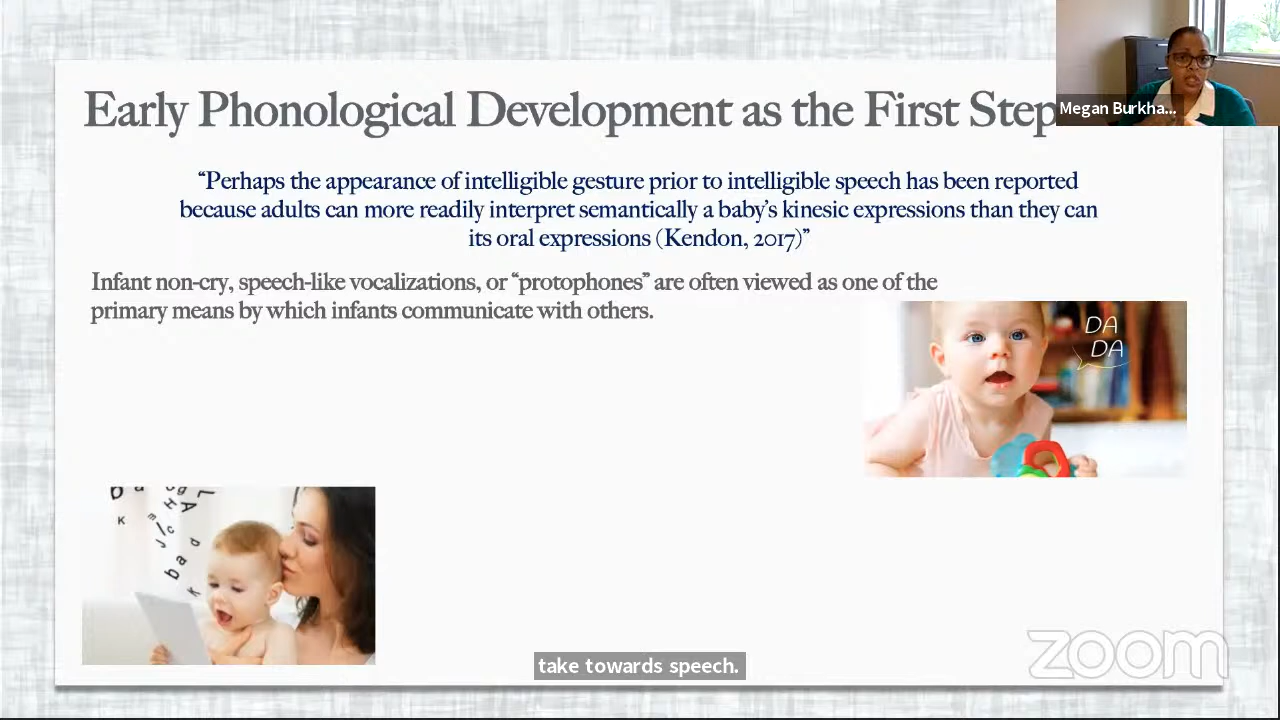 Early Phonological Development as the First Step
Megan Burkha...
“Perhaps the appearance of intelligible gesture prior to intelligible speech has been reported
because adults can more readily interpret semantically a baby’s kinesic expressions than they can
its oral expressions (Kendon, 2017)”
Infant non-cry, speech-like vocalizations, or “protophones” are often viewed as one of the
primary means by which infants communicate with others.
DA
DA
take towards speech.
zoom